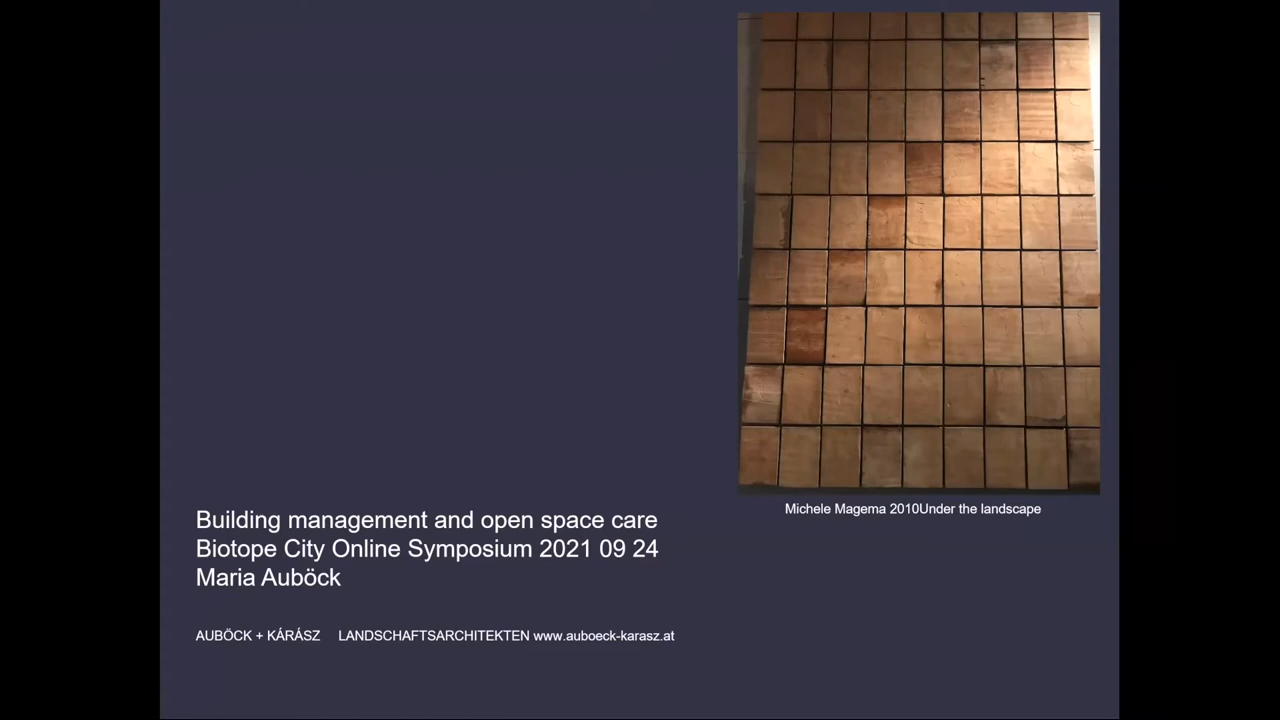 Michele Magema 2010Under the landscape
Building management and open space care
Biotope City Online Symposium 2021 09 24
Maria Auböck
AUBÖCK + KÁRÁSZ LANDSCHAFTSARCHITEKTEN www.auboeck-karasz.at